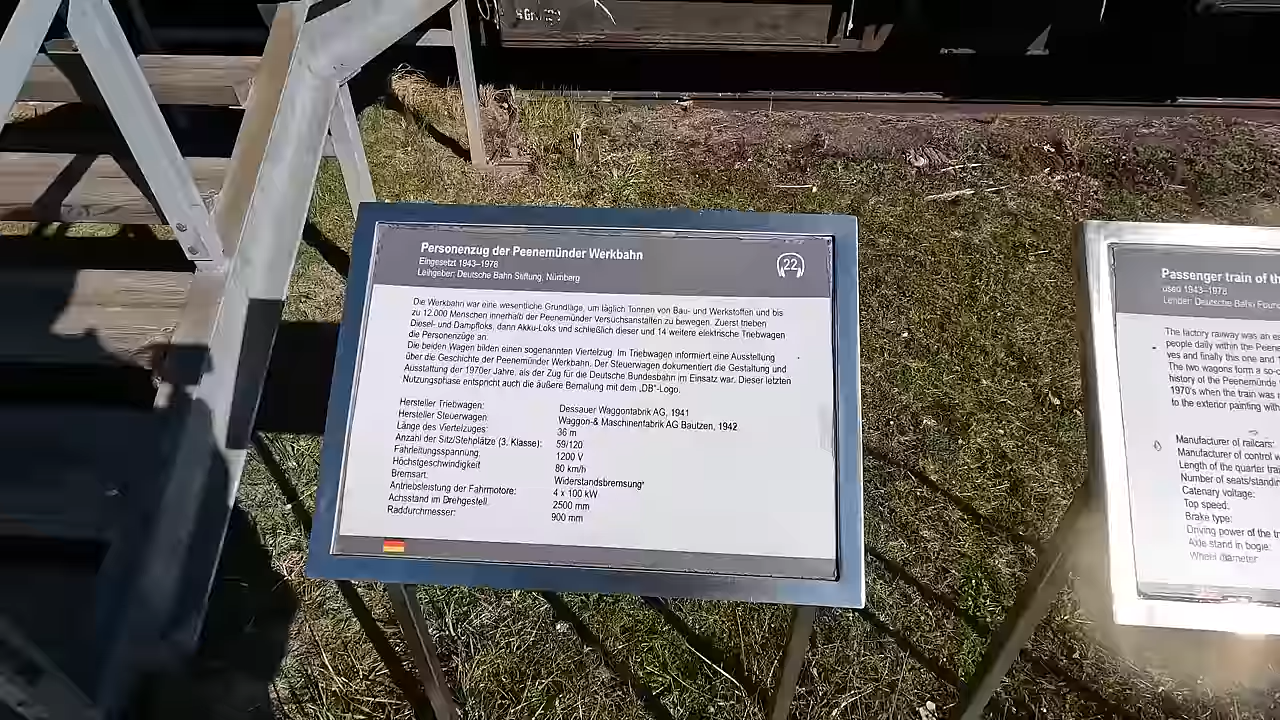 Personenzug der Peenemünder Werkbahn
Eingesetzt 1943–1978
Leihgeber: Deutsche Bahn Stiftung, Nürnberg
22
Die Werkbahn war eine wesentliche Grundlage, um täglich Tonnen von Bau- und Werkstoffen und bis
zu 12.000 Menschen innerhalb der Peenemünder Versuchsanstalten zu bewegen. Zuerst trieben
Diesel- und Dampfloks, dann Akku-Loks und schließlich dieser und 14 weitere elektrische Triebwagen
die Personenzüge an.
Die beiden Wagen bilden einen sogenannten Viertelzug. Im Triebwagen informiert eine Ausstellung
über die Geschichte der Peenemünder Werkbahn. Der Steuerwagen dokumentiert die Gestaltung und
Ausstattung der 1970er Jahre, als der Zug für die Deutsche Bundesbahn im Einsatz war. Dieser letzten
Nutzungsphase entspricht auch die äußere Bemalung mit dem „DB"-Logo.
Hersteller Triebwagen: Dessauer Waggonfabrik AG, 1941
Hersteller Steuerwagen: Waggon-& Maschinenfabrik AG Bautzen, 1942
Länge des Viertelzuges: 36 m
Anzahl der Sitz/Stehplätze (3. Klasse): 59/120
Fahrleitungsspannung: 1200 V
Höchstgeschwindigkeit 80 km/h
Bremsart: Widerstandsbremsung*
Antriebsleistung der Fahrmotore: 4 x 100 kW
Achsstand im Drehgestell: 2500 mm
Raddurchmesser: 900 mm
Passenger train of th
used 1943–1978
Lender: Deutsche Bahn Foun
The factory railway was an es
people daily within the Peene
ves and finally this one and 1
The two wagons form a so-c
history of the Peenemünde
1970's when the train was
to the exterior painting with
Manufacturer of railcars:
Manufacturer of control w
Length of the quarter trai
Number of seats/standin
Catenary voltage:
Top speed:
Brake type:
Driving power of the tr
Axle stand in bogie:
Wheel diameter